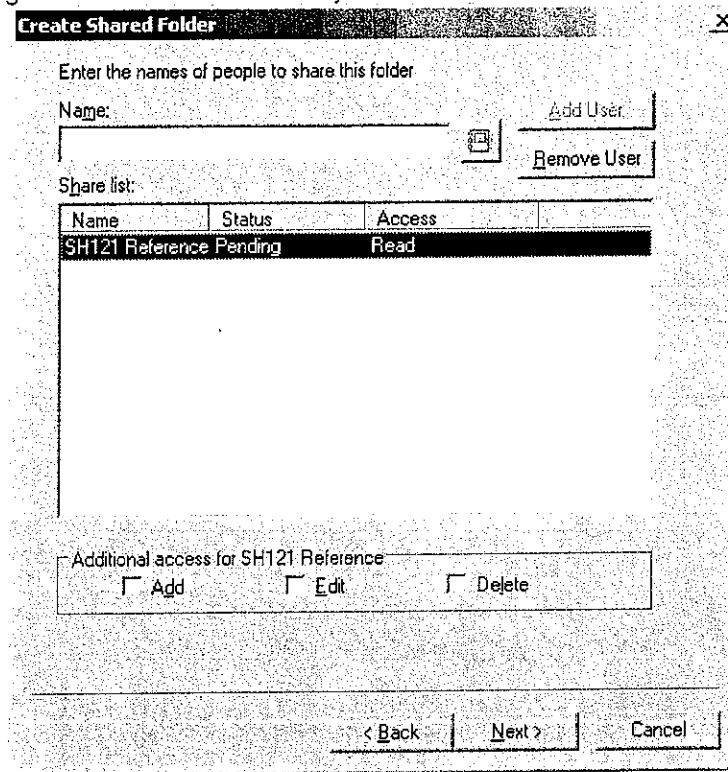 Create Shared Folder
Enter the names of people to share this folder
Name:
Add User
Remove User
Share list:
Name Status Access
SH121 Reference Pending Read
Additional access for SH121 Reference
Add Edit Delete
< Back Next > Cancel